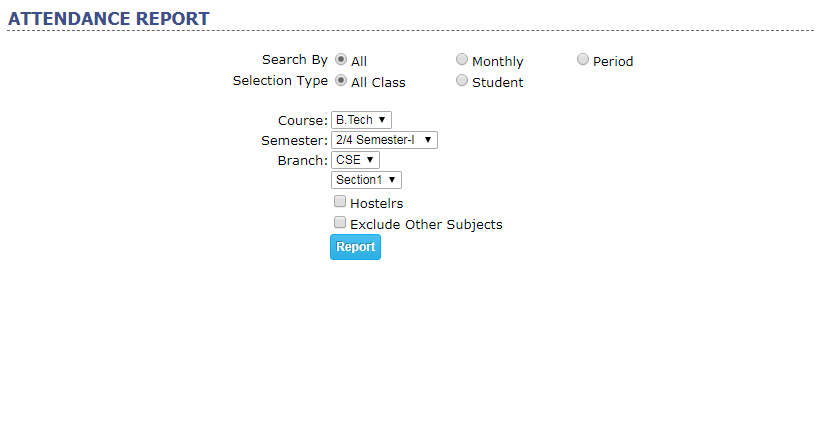 ATTENDANCE REPORT
Search By All Monthly Period
Selection Type All Class Student
Course: B.Tech
Semester: 2/4 Semester-I
Branch: CSE
Section1
Hostelrs
Exclude Other Subjects
Report